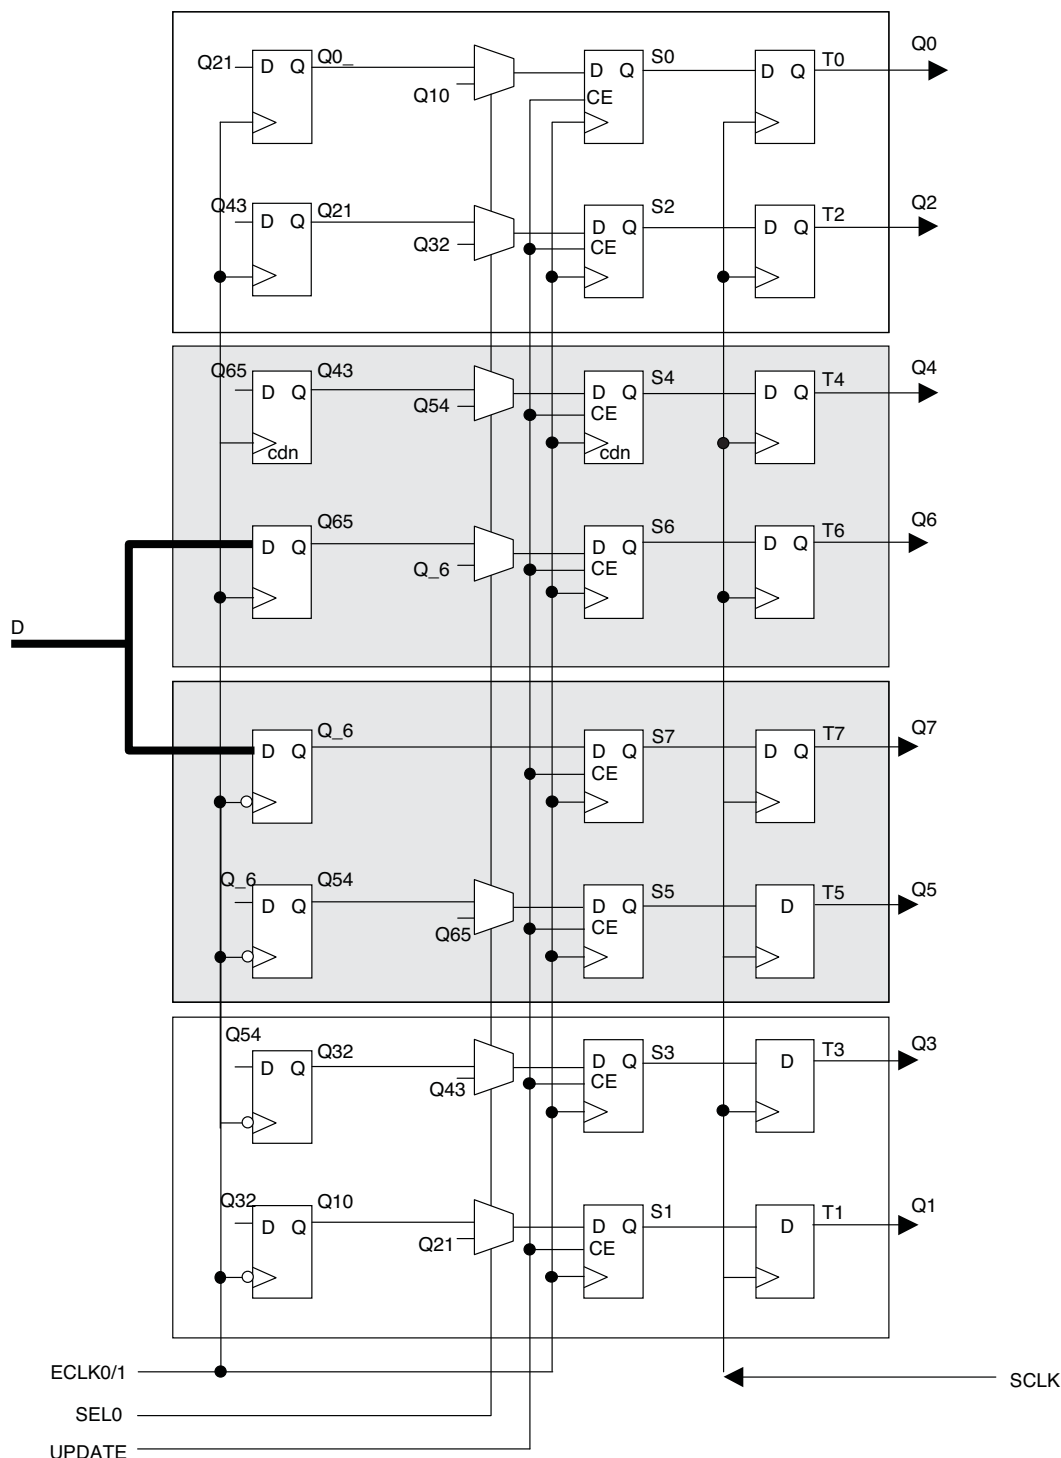 Q21 D Q Q0_ Q10 D Q CE S0 D Q T0 Q0
Q43 D Q Q21 Q32 D Q CE S2 D Q T2 Q2
Q65 D Q cdn Q43 Q54 D Q CE cdn S4 D Q T4 Q4
D Q Q65 Q_6 D Q CE S6 D Q T6 Q6
D
D Q Q_6 D Q CE S7 D Q T7 Q7
Q_6 D Q Q54 Q65 D Q CE S5 D T5 Q5
Q54 D Q Q32 Q43 D Q CE S3 D T3 Q3
Q32 D Q Q10 Q21 D Q CE S1 D T1 Q1
ECLK0/1
SCLK
SEL0
UPDATE